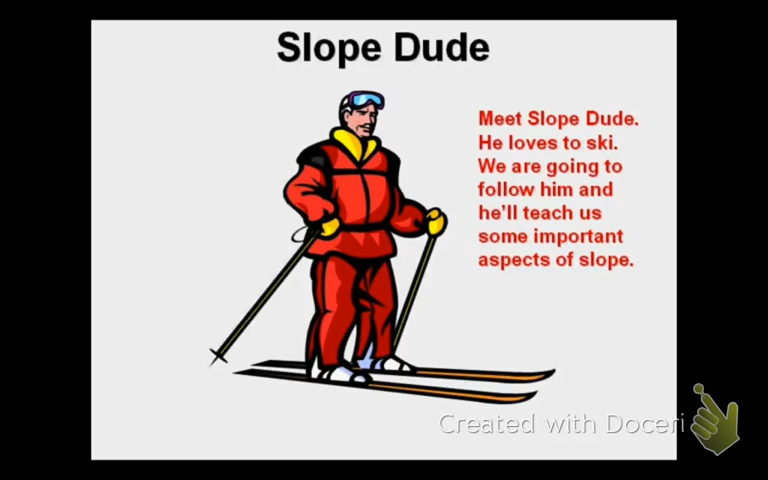 Slope Dude
Meet Slope Dude.
He loves to ski.
We are going to
follow him and
he'll teach us
some important
aspects of slope.
Created with Doceri